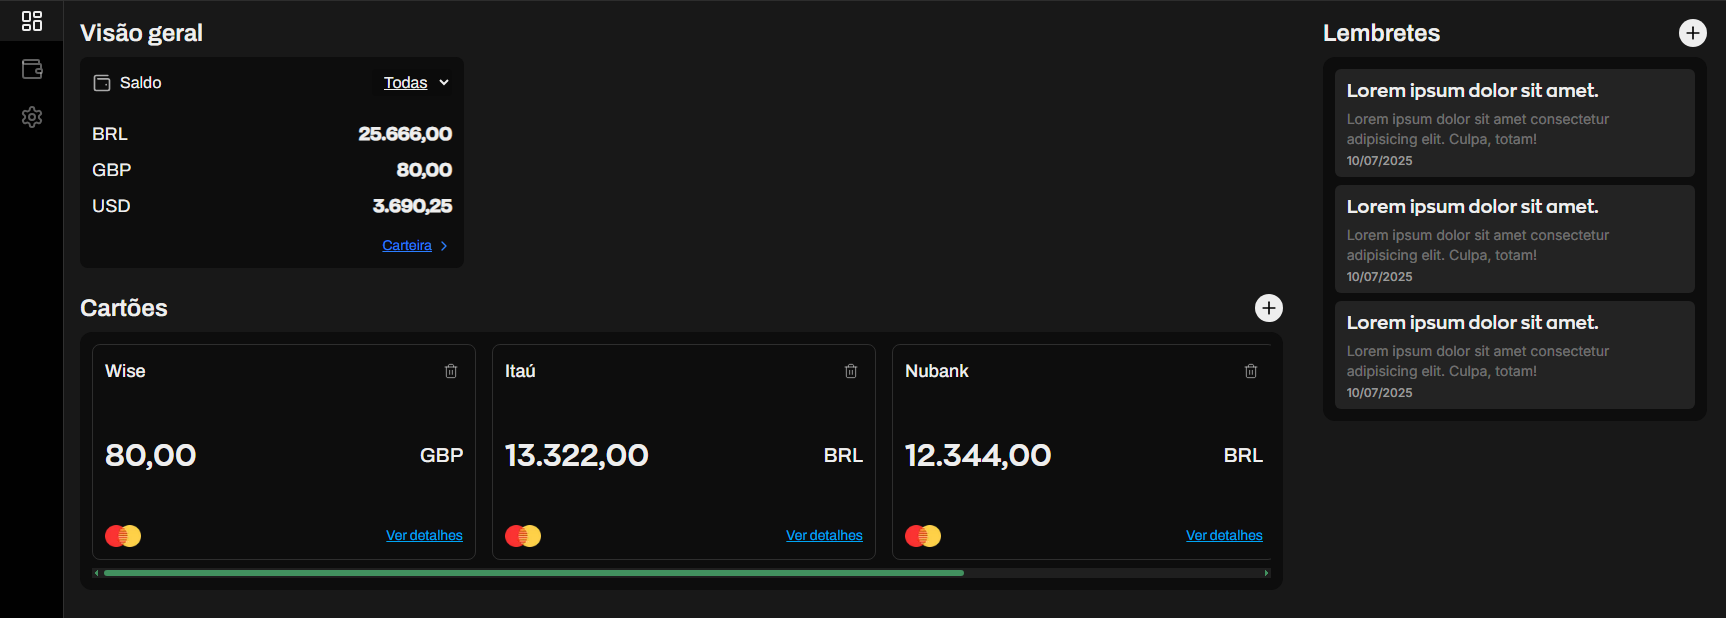 Visão geral
Saldo
Todas
BRL 25.666,00
GBP 80,00
USD 3.690,25
Carteira
Cartões
Wise
80,00 GBP
Ver detalhes
Itaú
13.322,00 BRL
Ver detalhes
Nubank
12.344,00 BRL
Ver detalhes
Lembretes
Lorem ipsum dolor sit amet.
Lorem ipsum dolor sit amet consectetur
adipisicing elit. Culpa, totam!
10/07/2025
Lorem ipsum dolor sit amet.
Lorem ipsum dolor sit amet consectetur
adipisicing elit. Culpa, totam!
10/07/2025
Lorem ipsum dolor sit amet.
Lorem ipsum dolor sit amet consectetur
adipisicing elit. Culpa, totam!
10/07/2025